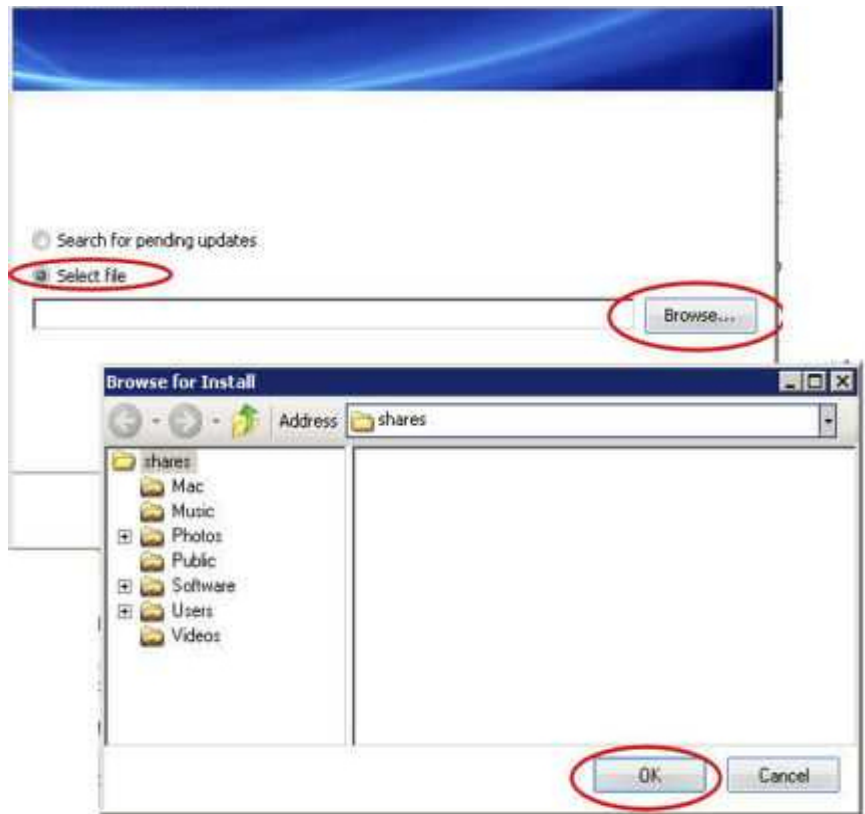 Search for pending updates
Select file
Browse...
Browse for Install
Address shares
shares
Mac
Music
Photos
Public
Software
Users
Videos
OK Cancel